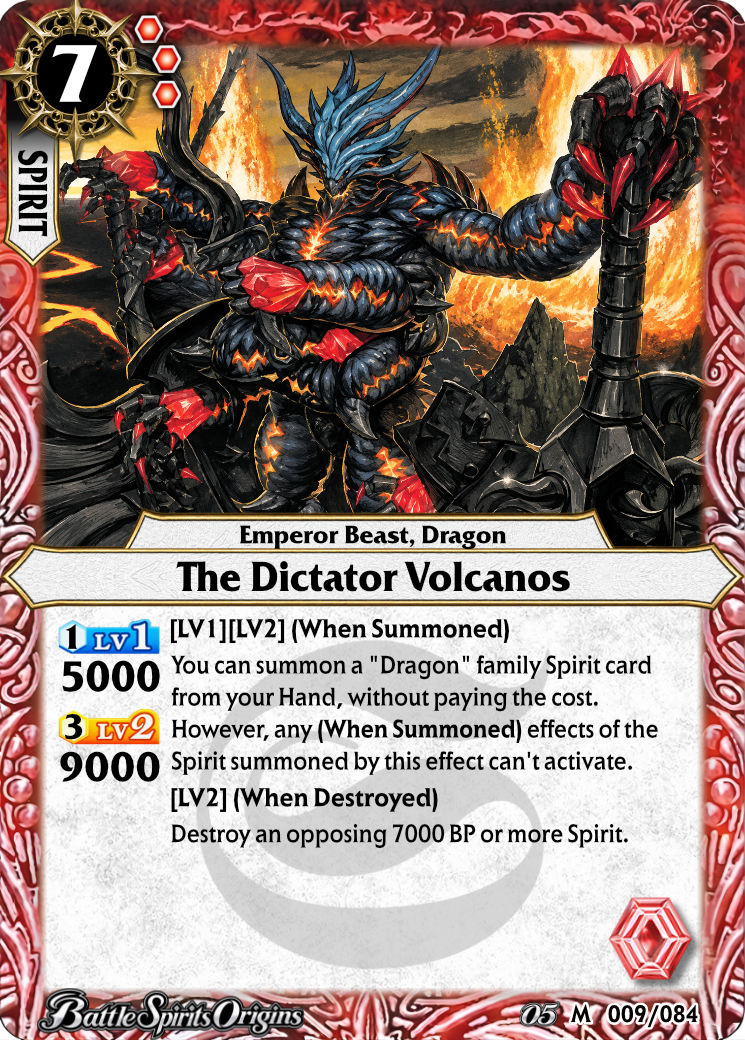 7
SPIRIT
Emperor Beast, Dragon
The Dictator Volcanos
1 LV1
5000
3 LV2
9000
[LV1][LV2] (When Summoned)
You can summon a "Dragon" family Spirit card
from your Hand, without paying the cost.
However, any (When Summoned) effects of the
Spirit summoned by this effect can't activate.
[LV2] (When Destroyed)
Destroy an opposing 7000 BP or more Spirit.
Battle Spirits Origins
05 M 009/084